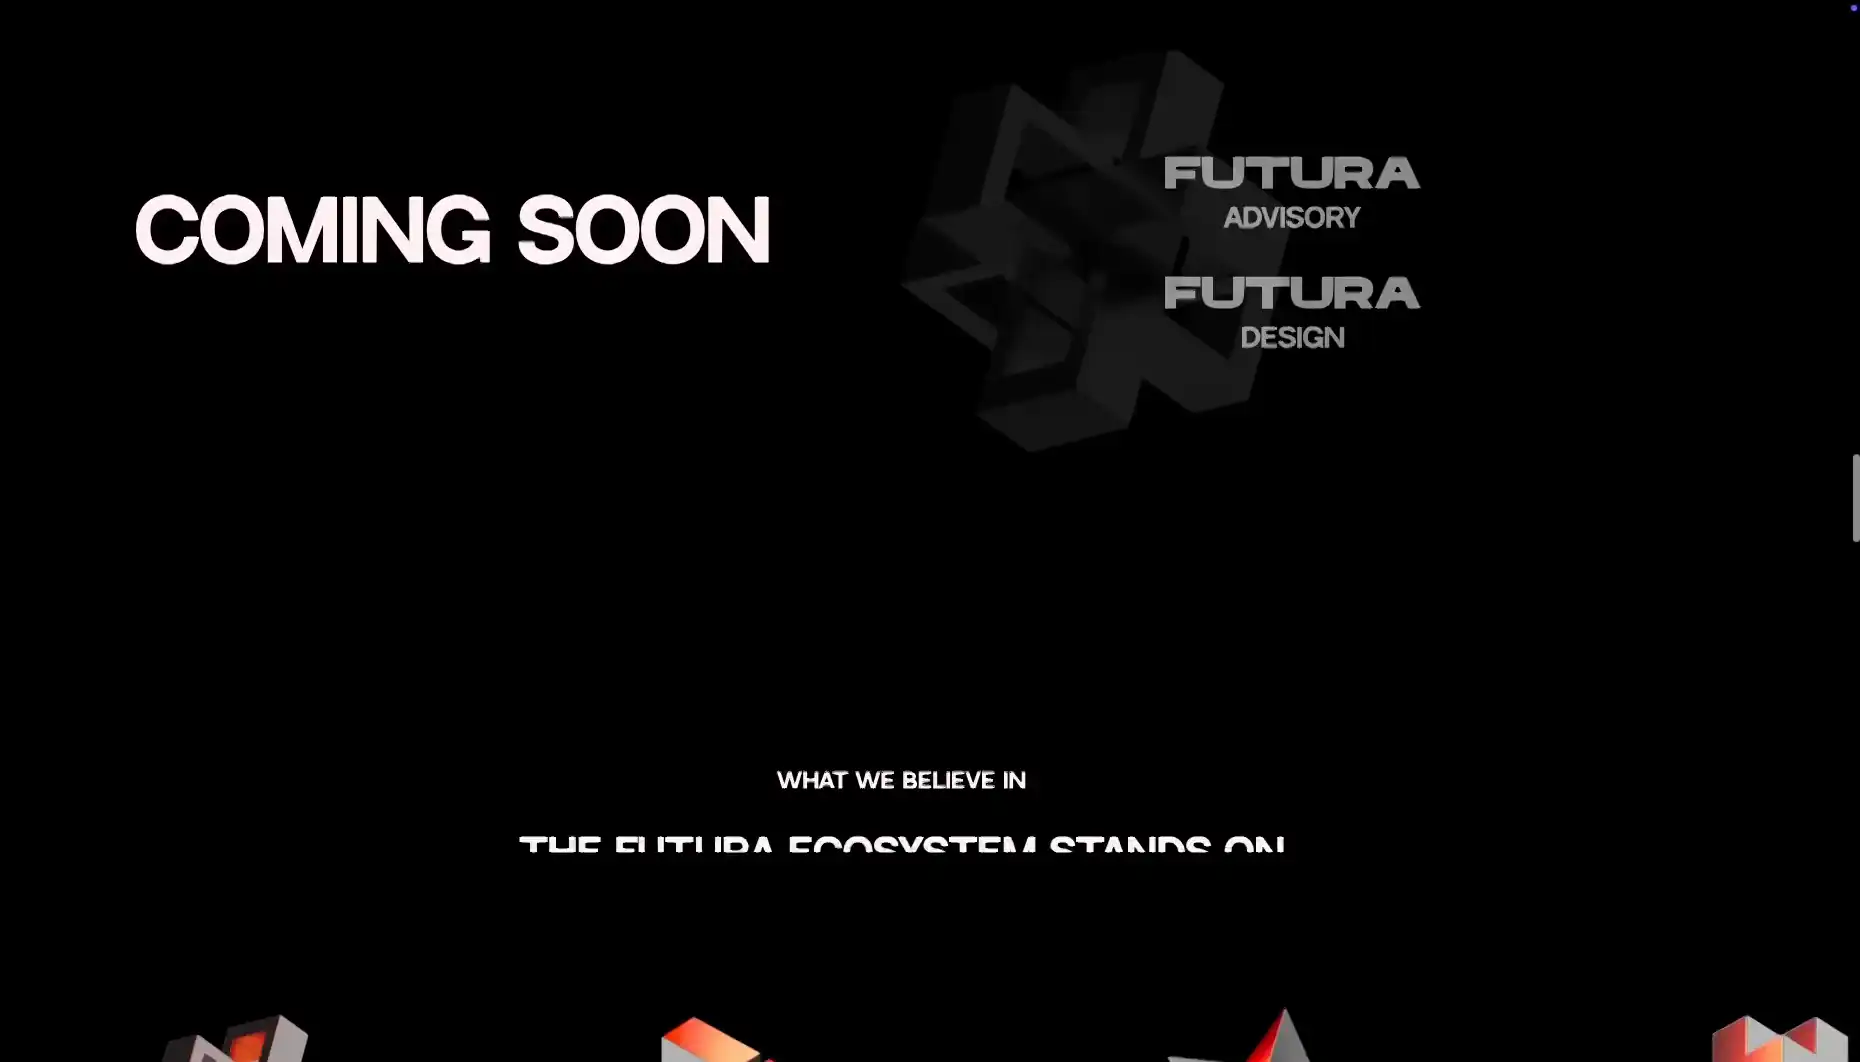 COMING SOON
FUTURA
ADVISORY
FUTURA
DESIGN
WHAT WE BELIEVE IN
THE FUTURA ECOSYSTEM STANDS ON